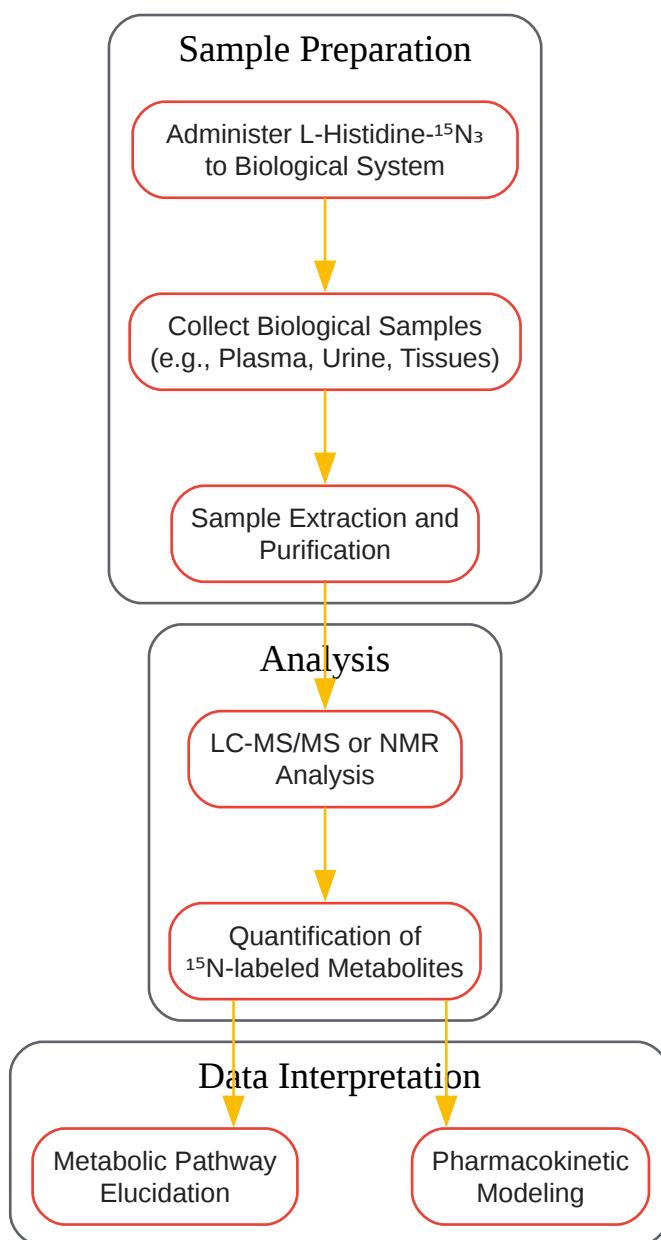 Sample Preparation
Administer L-Histidine-¹⁵N₃
to Biological System
Collect Biological Samples
(e.g., Plasma, Urine, Tissues)
Sample Extraction and
Purification
Analysis
LC-MS/MS or NMR
Analysis
Quantification of
¹⁵N-labeled Metabolites
Data Interpretation
Metabolic Pathway
Elucidation
Pharmacokinetic
Modeling